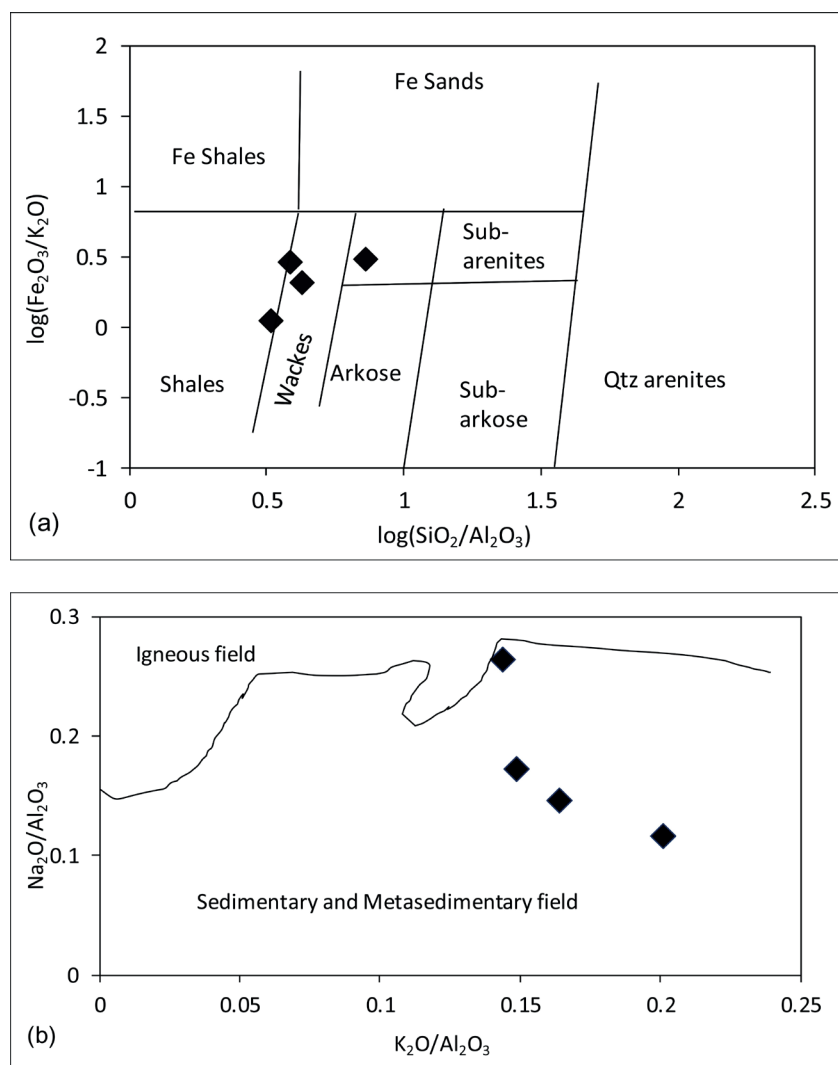 2
1.5
1
0.5
0
-0.5
-1
log(Fe₂O₃/K₂O)
Fe Sands
Fe Shales
Sub-
arenites
Wackes
Shales
Arkose
Sub-
arkose
Qtz arenites
0 0.5 1 1.5 2 2.5
(a)
log(SiO₂/Al₂O₃)
0.3
0.2
0.1
0
Na₂O/Al₂O₃
Igneous field
Sedimentary and Metasedimentary field
0 0.05 0.1 0.15 0.2 0.25
(b)
K₂O/Al₂O₃